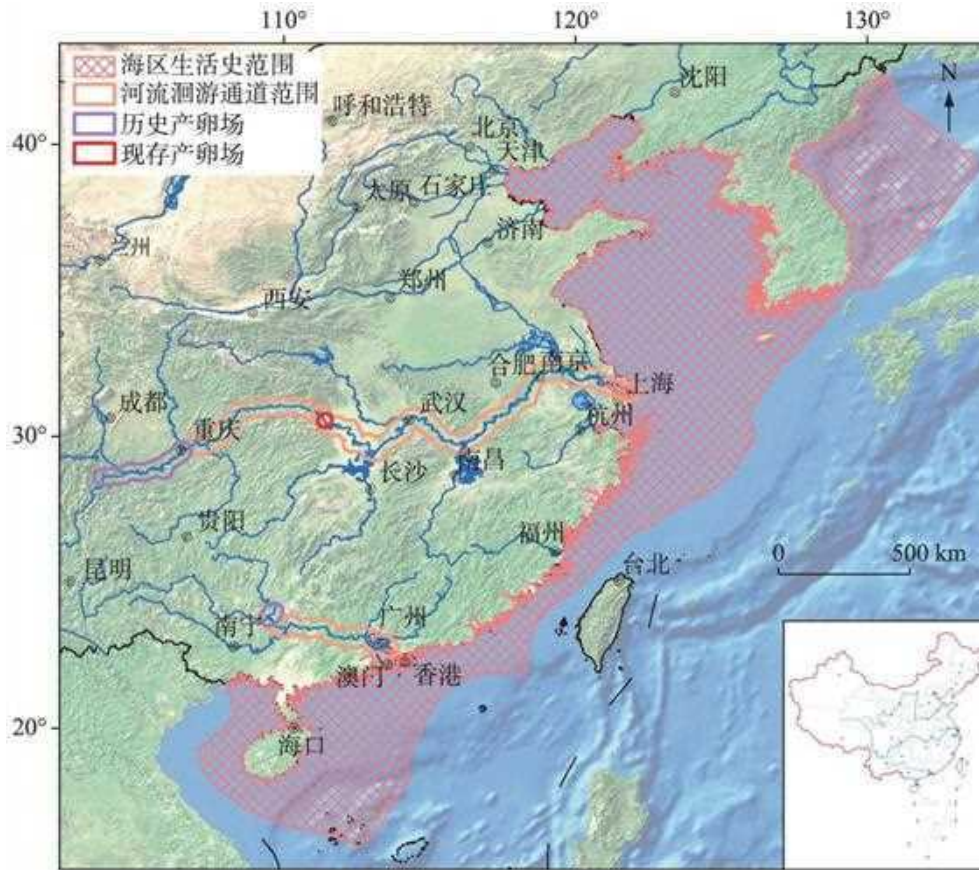 110°
120°
130°
海区生活史范围
河流洄游通道范围
历史产卵场
现存产卵场
N
沈阳
呼和浩特
40°
北京
天津
太原
石家庄
济南
兰州
郑州
西安
合肥
南京
上海
成都
武汉
杭州
重庆
30°
南昌
长沙
贵阳
福州
0
500 km
昆明
台北
广州
南宁
澳门
香港
20°
海口